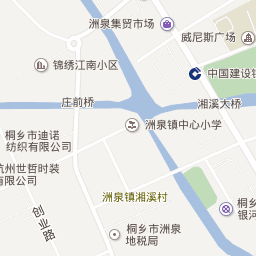 洲泉集贸市场
威尼斯广场
锦绣江南小区
中国建设银
庄前桥
湘溪大桥
洲泉镇中心小学
桐乡市迪诺
纺织有限公司
杭州世哲时装
有限公司
创业路
洲泉镇湘溪村
桐乡市洲泉
地税局
桐乡
银河